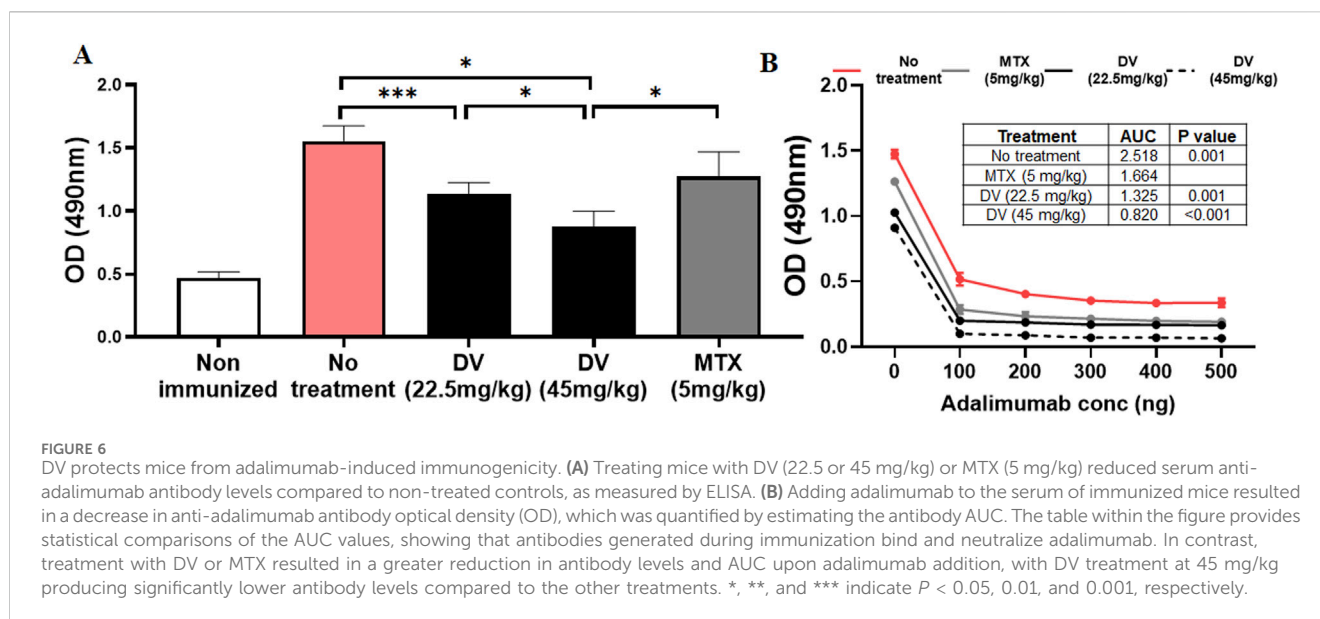 A
*
***
*
*
2.0
1.5
1.0
0.5
0.0
OD (490nm)
Non immunized
No treatment
DV (22.5mg/kg)
DV (45mg/kg)
MTX (5mg/kg)
B
No treatment
MTX (5mg/kg)
DV (22.5mg/kg)
DV (45mg/kg)
2.0
1.5
1.0
0.5
0.0
OD (490nm)
Treatment AUC P value
No treatment 2.518 0.001
MTX (5 mg/kg) 1.664
DV (22.5 mg/kg) 1.325 0.001
DV (45 mg/kg) 0.820 <0.001
0 100 200 300 400 500
Adalimumab conc (ng)
FIGURE 6
DV protects mice from adalimumab-induced immunogenicity. (A) Treating mice with DV (22.5 or 45 mg/kg) or MTX (5 mg/kg) reduced serum anti-
adalimumab antibody levels compared to non-treated controls, as measured by ELISA. (B) Adding adalimumab to the serum of immunized mice resulted
in a decrease in anti-adalimumab antibody optical density (OD), which was quantified by estimating the antibody AUC. The table within the figure provides
statistical comparisons of the AUC values, showing that antibodies generated during immunization bind and neutralize adalimumab. In contrast,
treatment with DV or MTX resulted in a greater reduction in antibody levels and AUC upon adalimumab addition, with DV treatment at 45 mg/kg
producing significantly lower antibody levels compared to the other treatments. *, **, and *** indicate P < 0.05, 0.01, and 0.001, respectively.